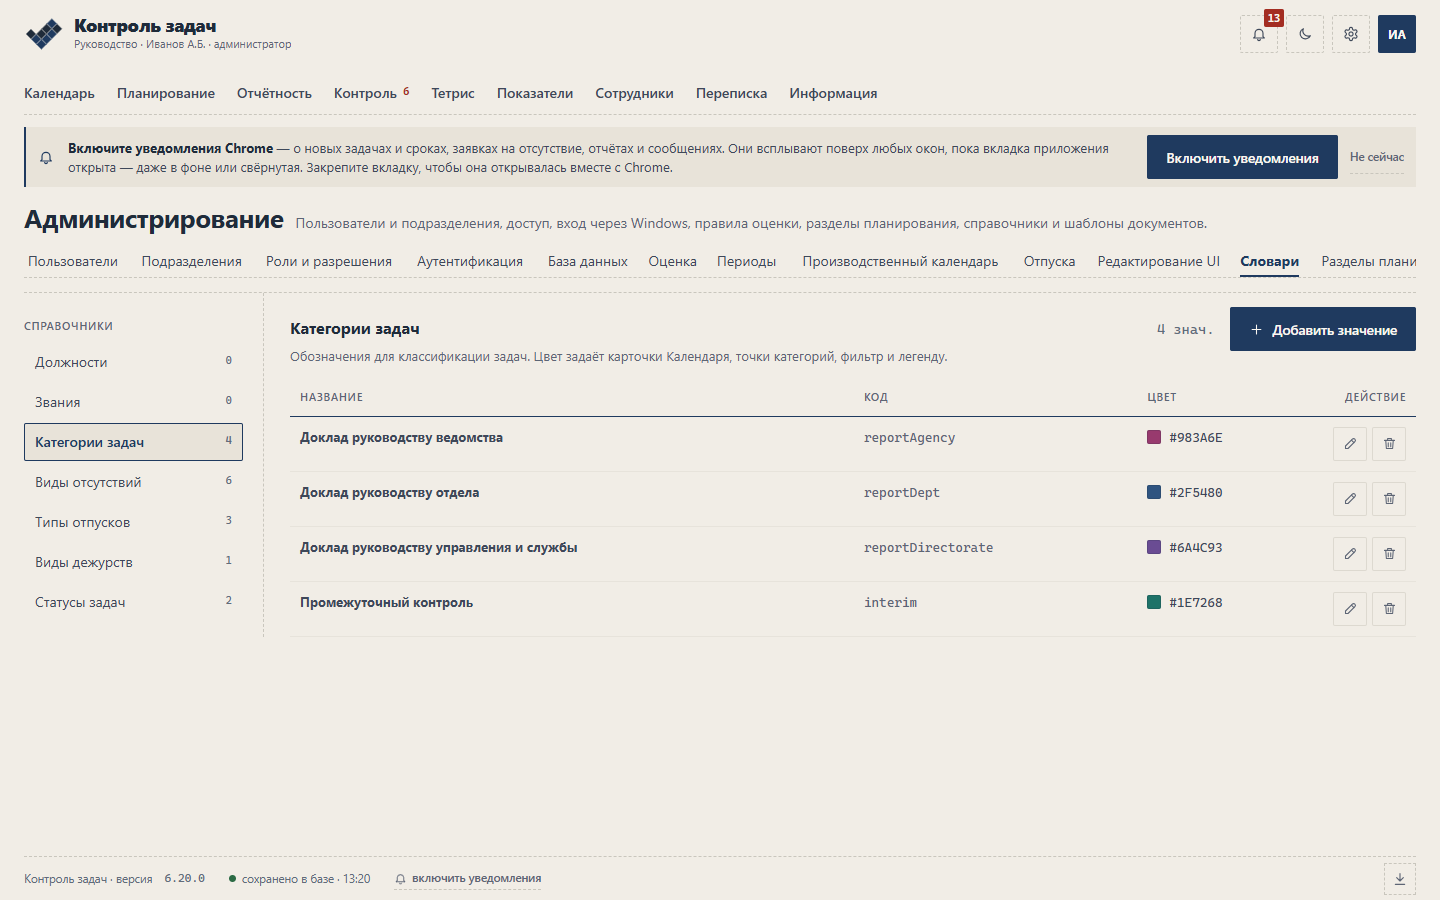 Контроль задач
Руководство · Иванов А.Б. · администратор
13
ИА
Календарь Планирование Отчётность Контроль 6 Тетрис Показатели Сотрудники Переписка Информация
Включите уведомления Chrome — о новых задачах и сроках, заявках на отсутствие, отчётах и сообщениях. Они всплывают поверх любых окон, пока вкладка приложения
открыта — даже в фоне или свёрнутая. Закрепите вкладку, чтобы она открывалась вместе с Chrome.
Включить уведомления
Не сейчас
Администрирование Пользователи и подразделения, доступ, вход через Windows, правила оценки, разделы планирования, справочники и шаблоны документов.
Пользователи Подразделения Роли и разрешения Аутентификация База данных Оценка Периоды Производственный календарь Отпуска Редактирование UI Словари Разделы плани
СПРАВОЧНИКИ
Должности 0
Звания 0
Категории задач 4
Виды отсутствий 6
Типы отпусков 3
Виды дежурств 1
Статусы задач 2
Категории задач
4 знач.
Добавить значение
Обозначения для классификации задач. Цвет задаёт карточки Календаря, точки категорий, фильтр и легенду.
НАЗВАНИЕ КОД ЦВЕТ ДЕЙСТВИЕ
Доклад руководству ведомства reportAgency #983A6E
Доклад руководству отдела reportDept #2F5480
Доклад руководству управления и службы reportDirectorate #6A4C93
Промежуточный контроль interim #1E7268
Контроль задач · версия 6.20.0 сохранено в базе · 13:20 включить уведомления